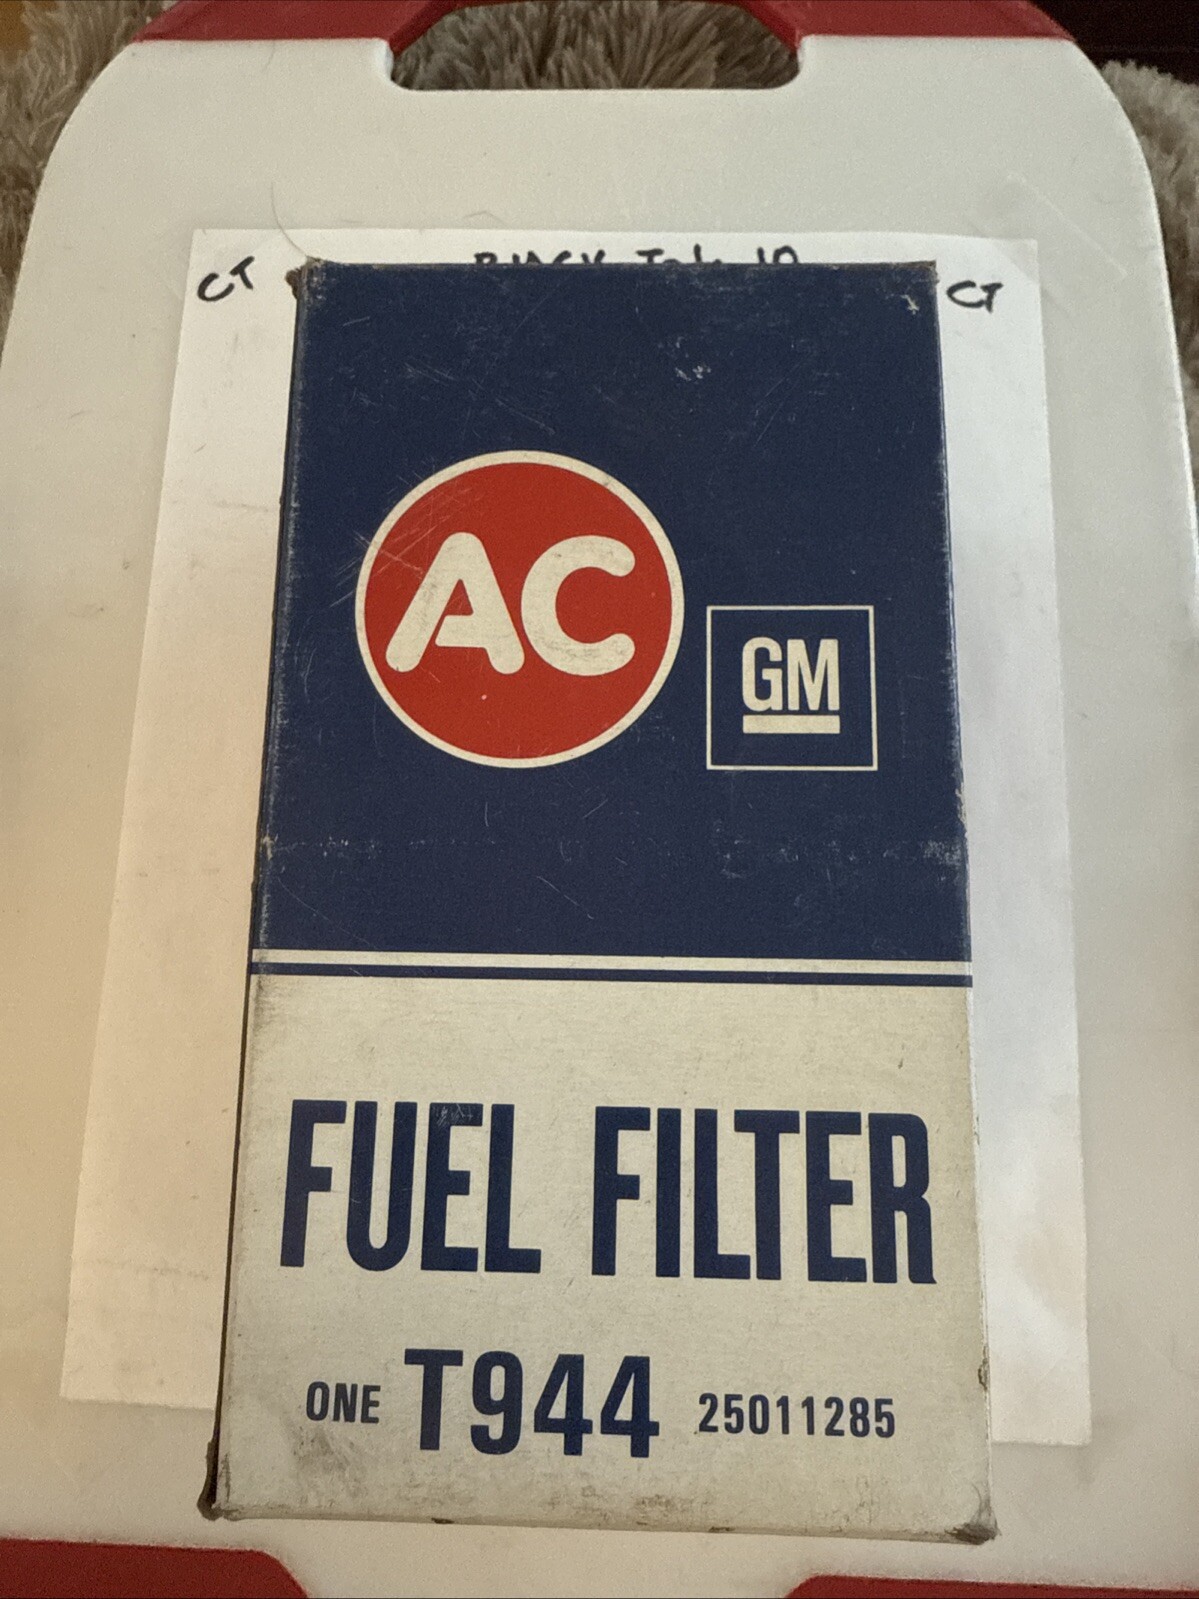 CT
CT
AC
GM
FUEL FILTER
ONE T944 25011285